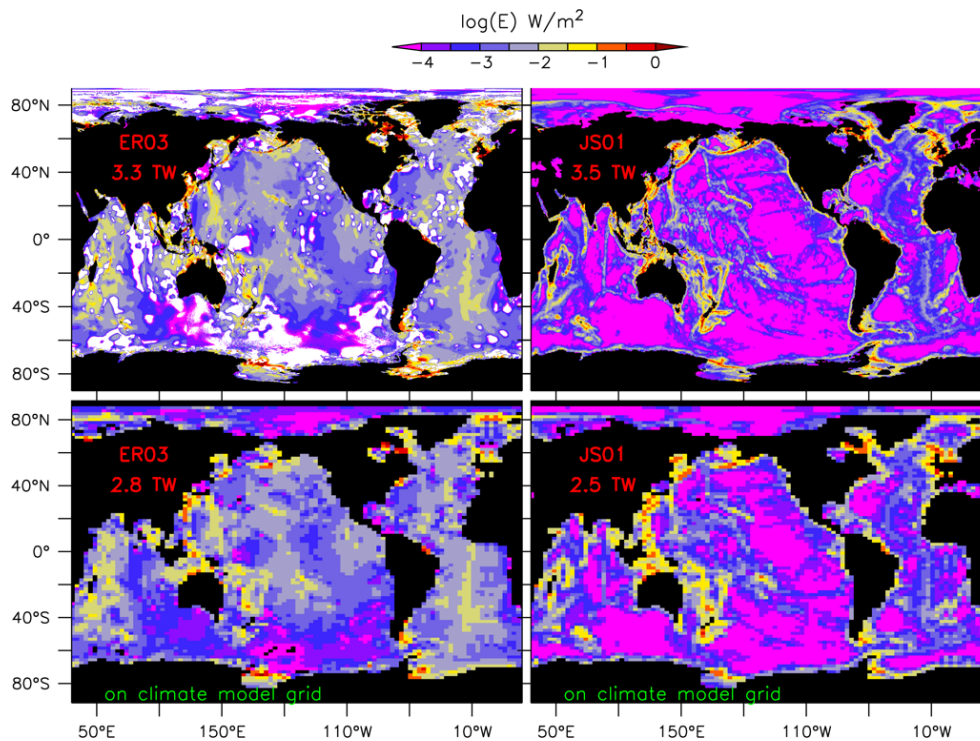 log(E) W/m²
−4 −3 −2 −1 0
80°N
40°N
0°
40°S
80°S
ER03
3.3 TW
JS01
3.5 TW
80°N
40°N
0°
40°S
80°S
ER03
2.8 TW
on climate model grid
JS01
2.5 TW
on climate model grid
50°E 150°E 110°W 10°W
50°E 150°E 110°W 10°W